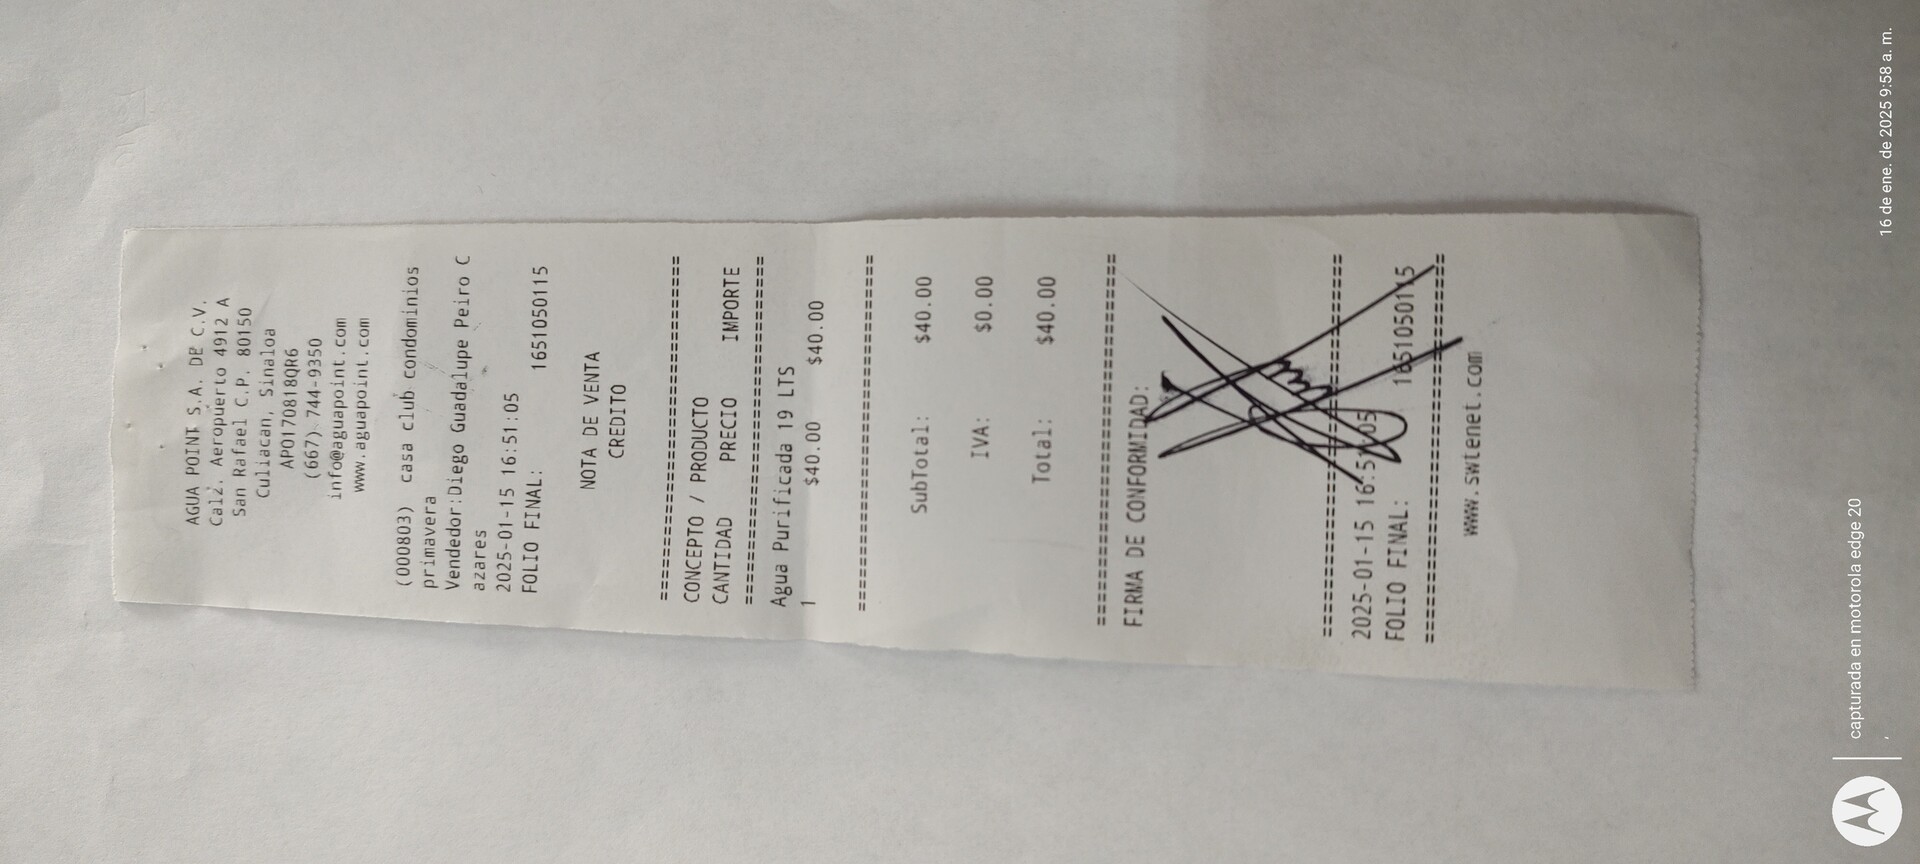 AGUA POINT S.A. DE C.V.
Calz. Aeropuerto 4912 A
San Rafael C.P. 80150
Culiacan, Sinaloa
APO170818QR6
(667) 744-9350
info@aguapoint.com
www.aguapoint.com
(000803) casa club condominios
primavera
Vendedor:Diego Guadalupe Peiro C
azares
2025-01-15 16:51:05
FOLIO FINAL: 1651050115
NOTA DE VENTA
CREDITO
================================
CONCEPTO / PRODUCTO
CANTIDAD PRECIO IMPORTE
================================
Agua Purificada 19 LTS
1 $40.00 $40.00
================================
SubTotal: $40.00
IVA: $0.00
Total: $40.00
================================
FIRMA DE CONFORMIDAD:
================================
2025-01-15 16:51:05
FOLIO FINAL: 1651050115
================================
www.swtenet.com
capturada en motorola edge 20
,
16 de ene. de 2025 9:58 a. m.